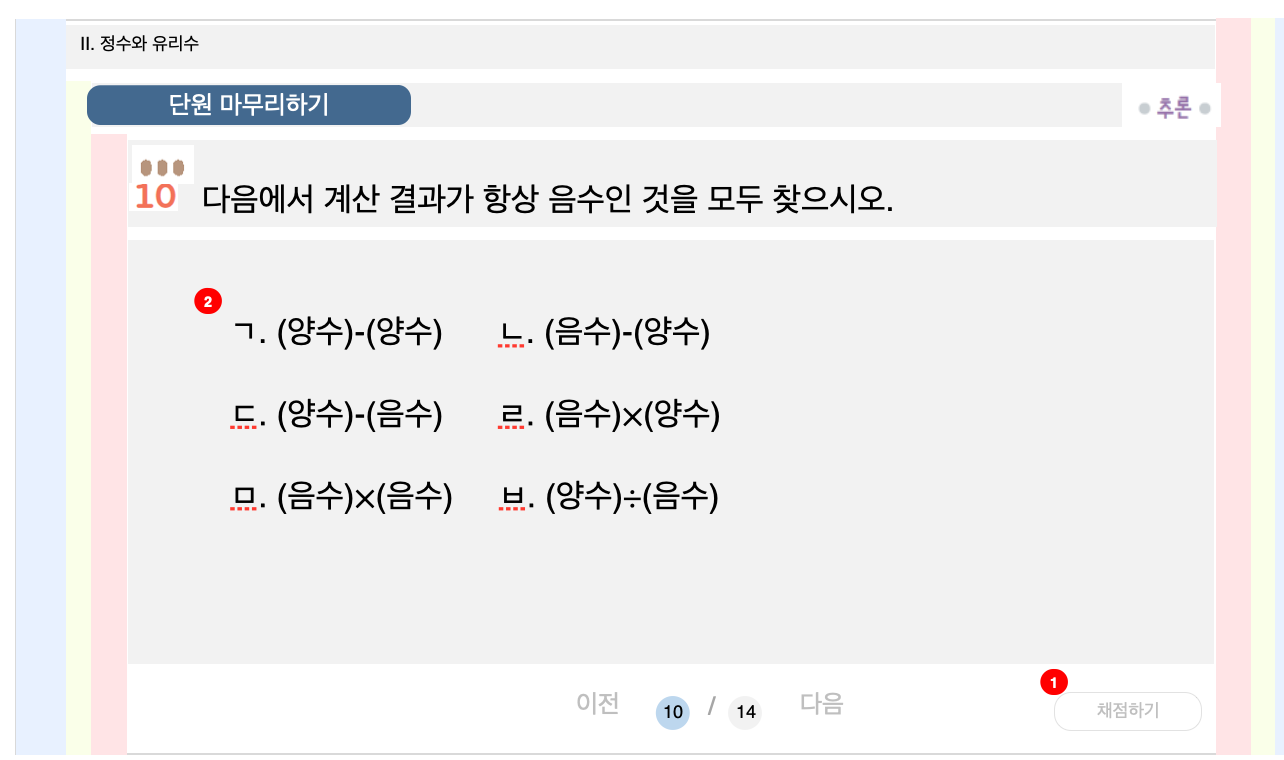 II. 정수와 유리수
단원 마무리하기
추론
10 다음에서 계산 결과가 항상 음수인 것을 모두 찾으시오.
2
ㄱ. (양수)-(양수) ㄴ. (음수)-(양수)
ㄷ. (양수)-(음수) ㄹ. (음수)×(양수)
ㅁ. (음수)×(음수) ㅂ. (양수)÷(음수)
1
이전 10 / 14 다음 채점하기